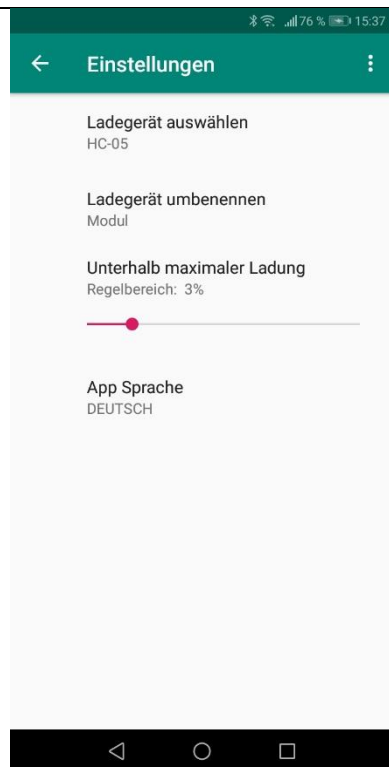 76 % 15:37
Einstellungen
Ladegerät auswählen
HC-05
Ladegerät umbenennen
Modul
Unterhalb maximaler Ladung
Regelbereich: 3%
App Sprache
DEUTSCH